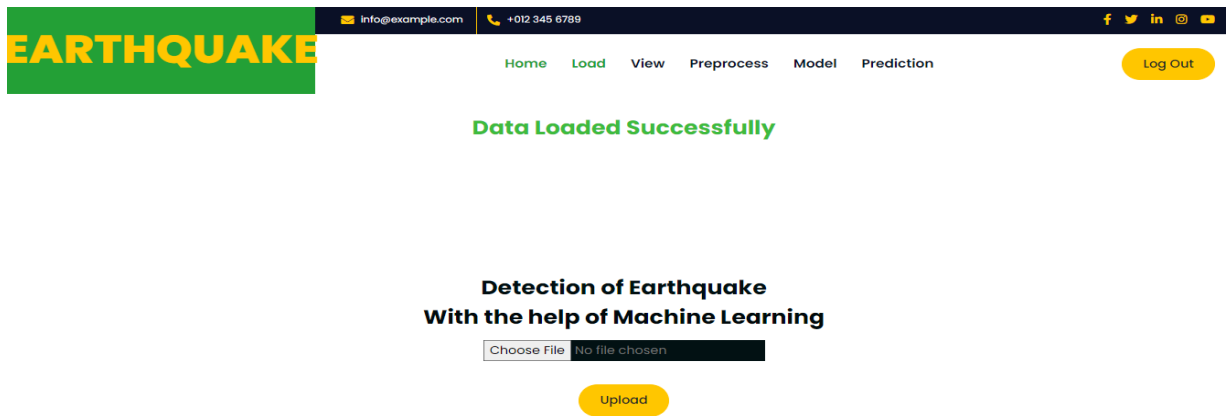 info@example.com +012 345 6789
EARTHQUAKE
Home Load View Preprocess Model Prediction Log Out
Data Loaded Successfully
Detection of Earthquake
With the help of Machine Learning
Choose File No file chosen
Upload